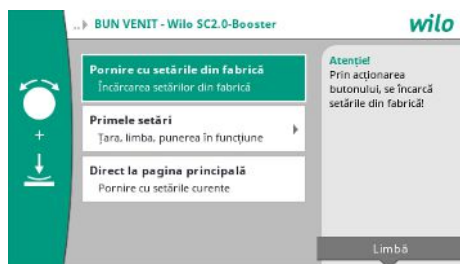 ..▸ BUN VENIT - Wilo SC2.0-Booster
wilo
Pornire cu setările din fabrică
Încărcarea setărilor din fabrică
Primele setări
Țara, limba, punerea în funcțiune
Direct la pagina principală
Pornire cu setările curente
Atenție!
Prin acționarea
butonului, se încarcă
setările din fabrică!
+
Limbă